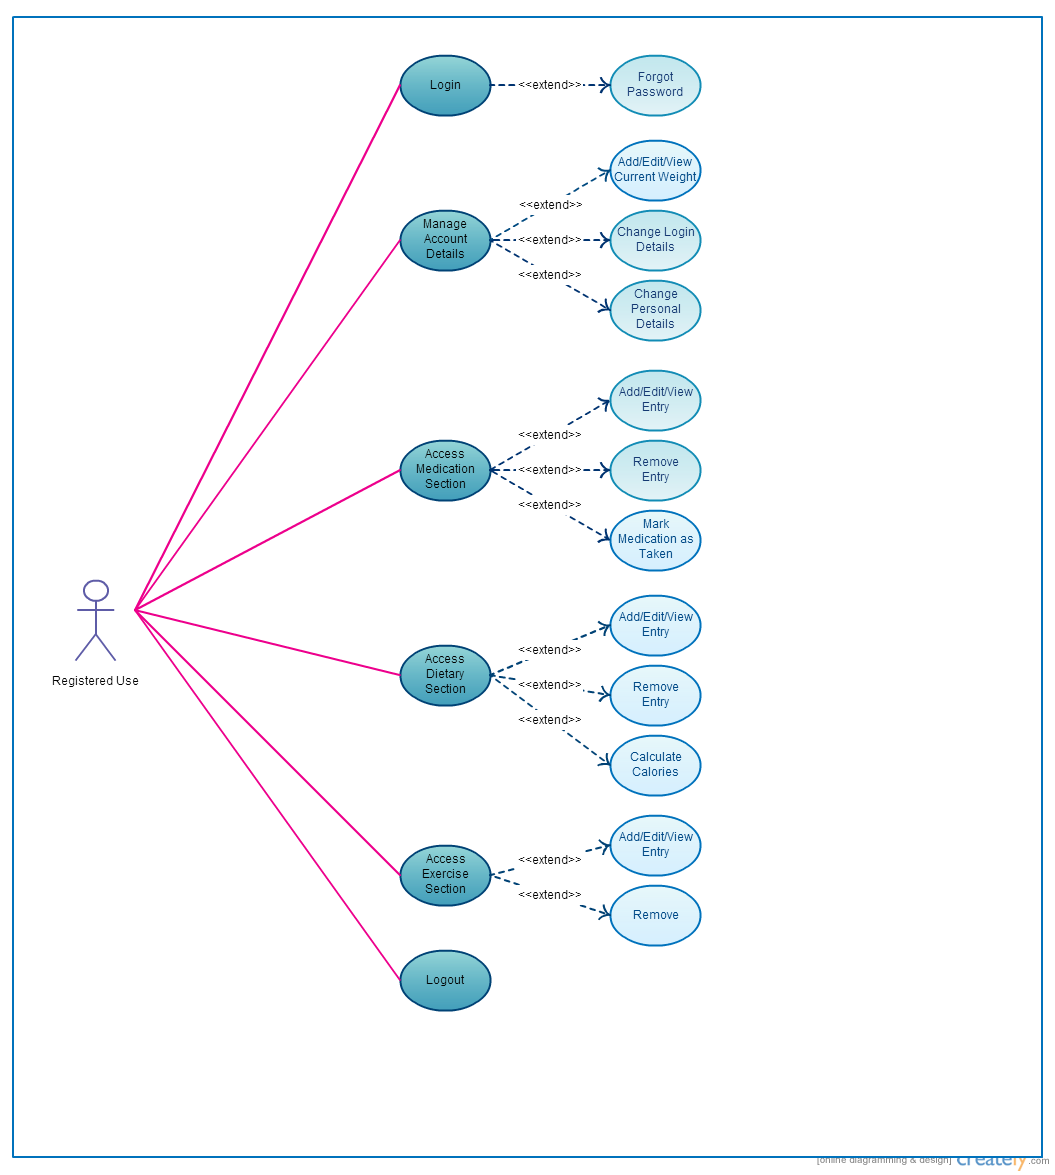 Login
<<extend>>
Forgot
Password
Manage
Account
Details
<<extend>>
<<extend>>
<<extend>>
Add/Edit/View
Current Weight
Change Login
Details
Change
Personal
Details
Access
Medication
Section
<<extend>>
<<extend>>
<<extend>>
Add/Edit/View
Entry
Remove
Entry
Mark
Medication as
Taken
Registered Use
Access
Dietary
Section
<<extend>>
<<extend>>
<<extend>>
Add/Edit/View
Entry
Remove
Entry
Calculate
Calories
Access
Exercise
Section
<<extend>>
<<extend>>
Add/Edit/View
Entry
Remove
Logout
[online diagramming & design] creately.com